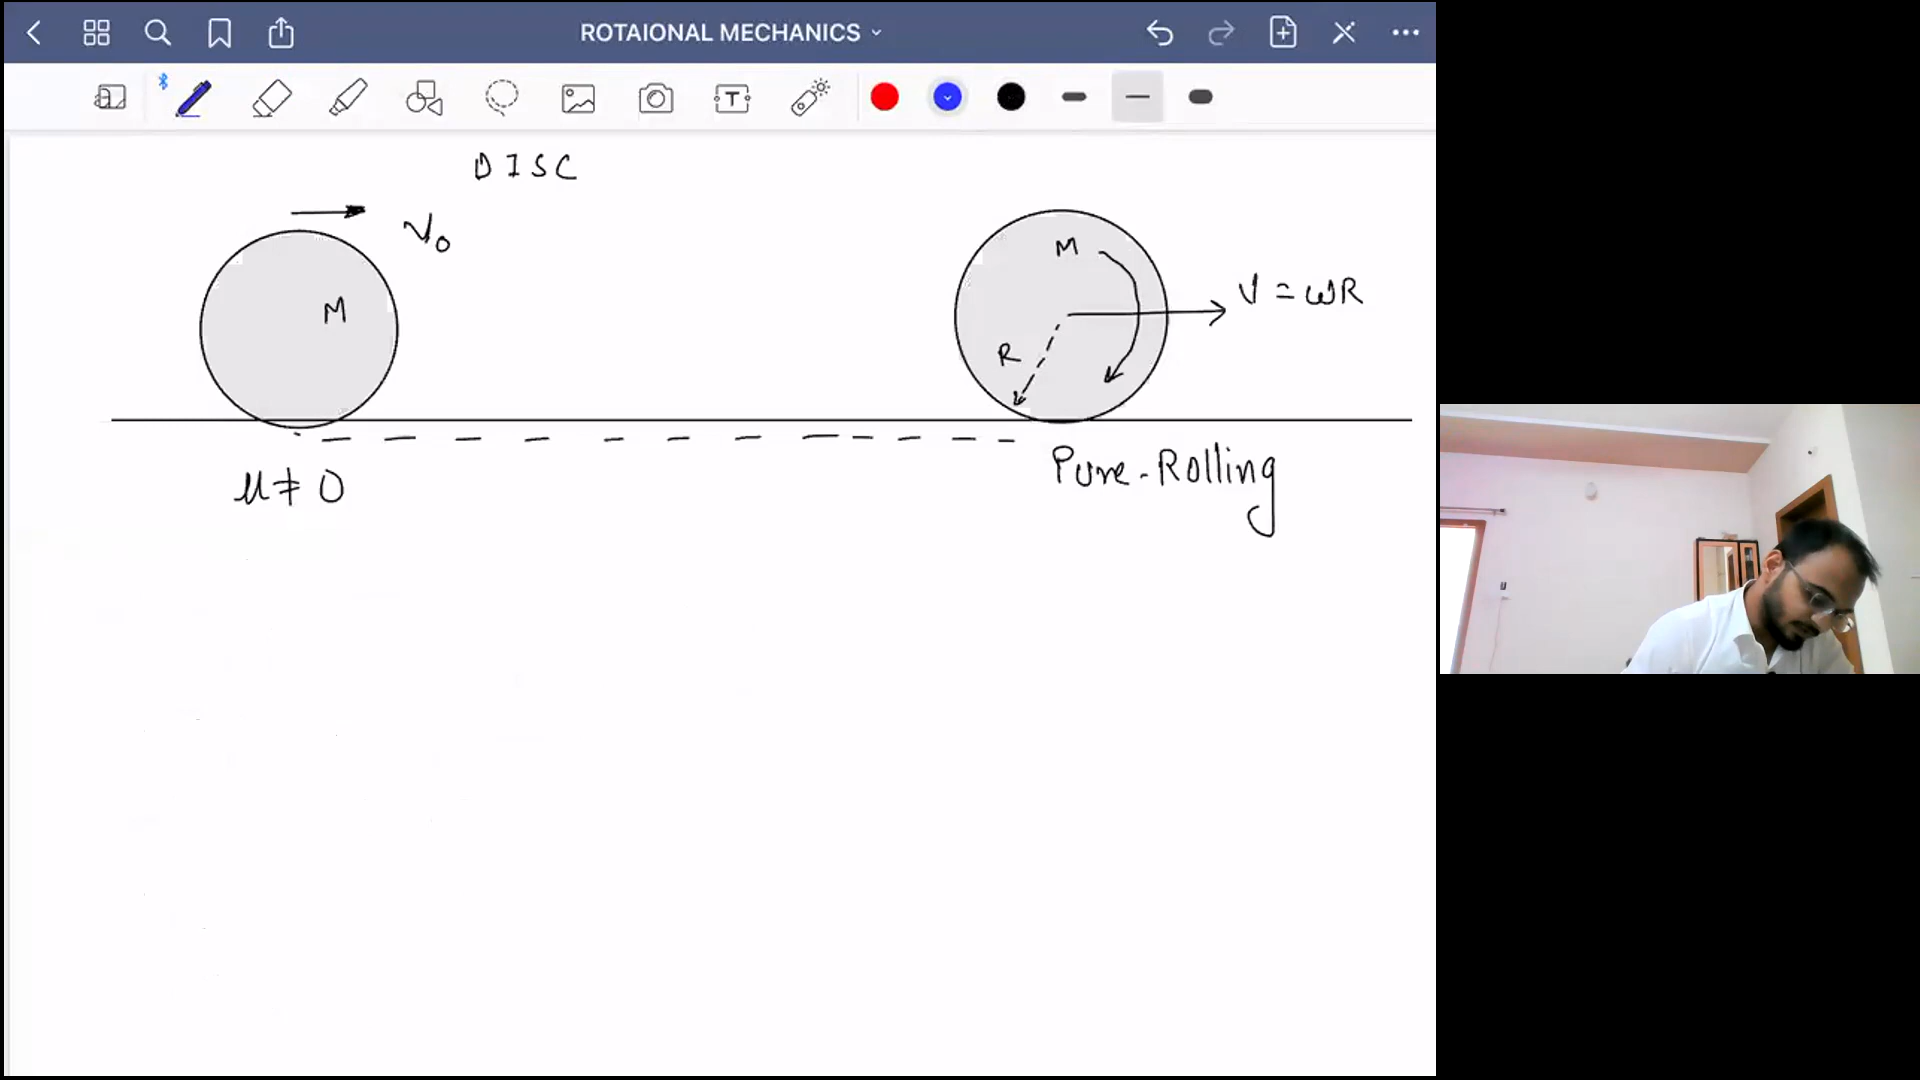 ROTAIONAL MECHANICS
T
DISC
V₀
M
M
R
V = ωR
μ ≠ 0
Pure-Rolling